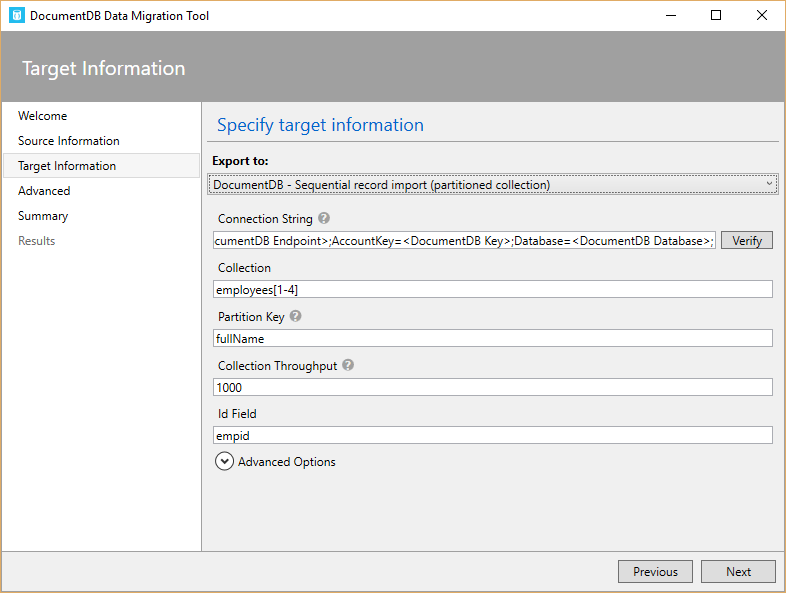 DocumentDB Data Migration Tool
Target Information
Welcome
Source Information
Target Information
Advanced
Summary
Results
Specify target information
Export to:
DocumentDB - Sequential record import (partitioned collection)
Connection String ?
cumentDB Endpoint>;AccountKey=<DocumentDB Key>;Database=<DocumentDB Database>; Verify
Collection
employees[1-4]
Partition Key ?
fullName
Collection Throughput ?
1000
Id Field
empid
Advanced Options
Previous Next